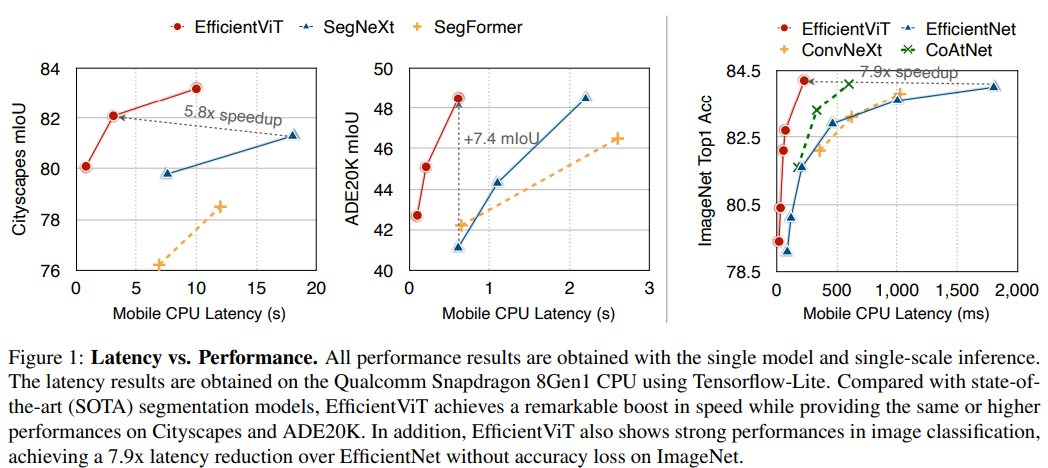 EfficientViT SegNeXt SegFormer
84
82
80
78
76
Cityscapes mIoU
5.8x speedup
0 5 10 15 20
Mobile CPU Latency (s)
50
48
46
44
42
40
ADE20K mIoU
+7.4 mIoU
0 1 2 3
Mobile CPU Latency (s)
EfficientViT EfficientNet
ConvNeXt CoAtNet
84.5
82.5
80.5
78.5
ImageNet Top1 Acc
7.9x speedup
0 500 1,000 1,500 2,000
Mobile CPU Latency (ms)
Figure 1: Latency vs. Performance. All performance results are obtained with the single model and single-scale inference.
The latency results are obtained on the Qualcomm Snapdragon 8Gen1 CPU using Tensorflow-Lite. Compared with state-of-
the-art (SOTA) segmentation models, EfficientViT achieves a remarkable boost in speed while providing the same or higher
performances on Cityscapes and ADE20K. In addition, EfficientViT also shows strong performances in image classification,
achieving a 7.9x latency reduction over EfficientNet without accuracy loss on ImageNet.